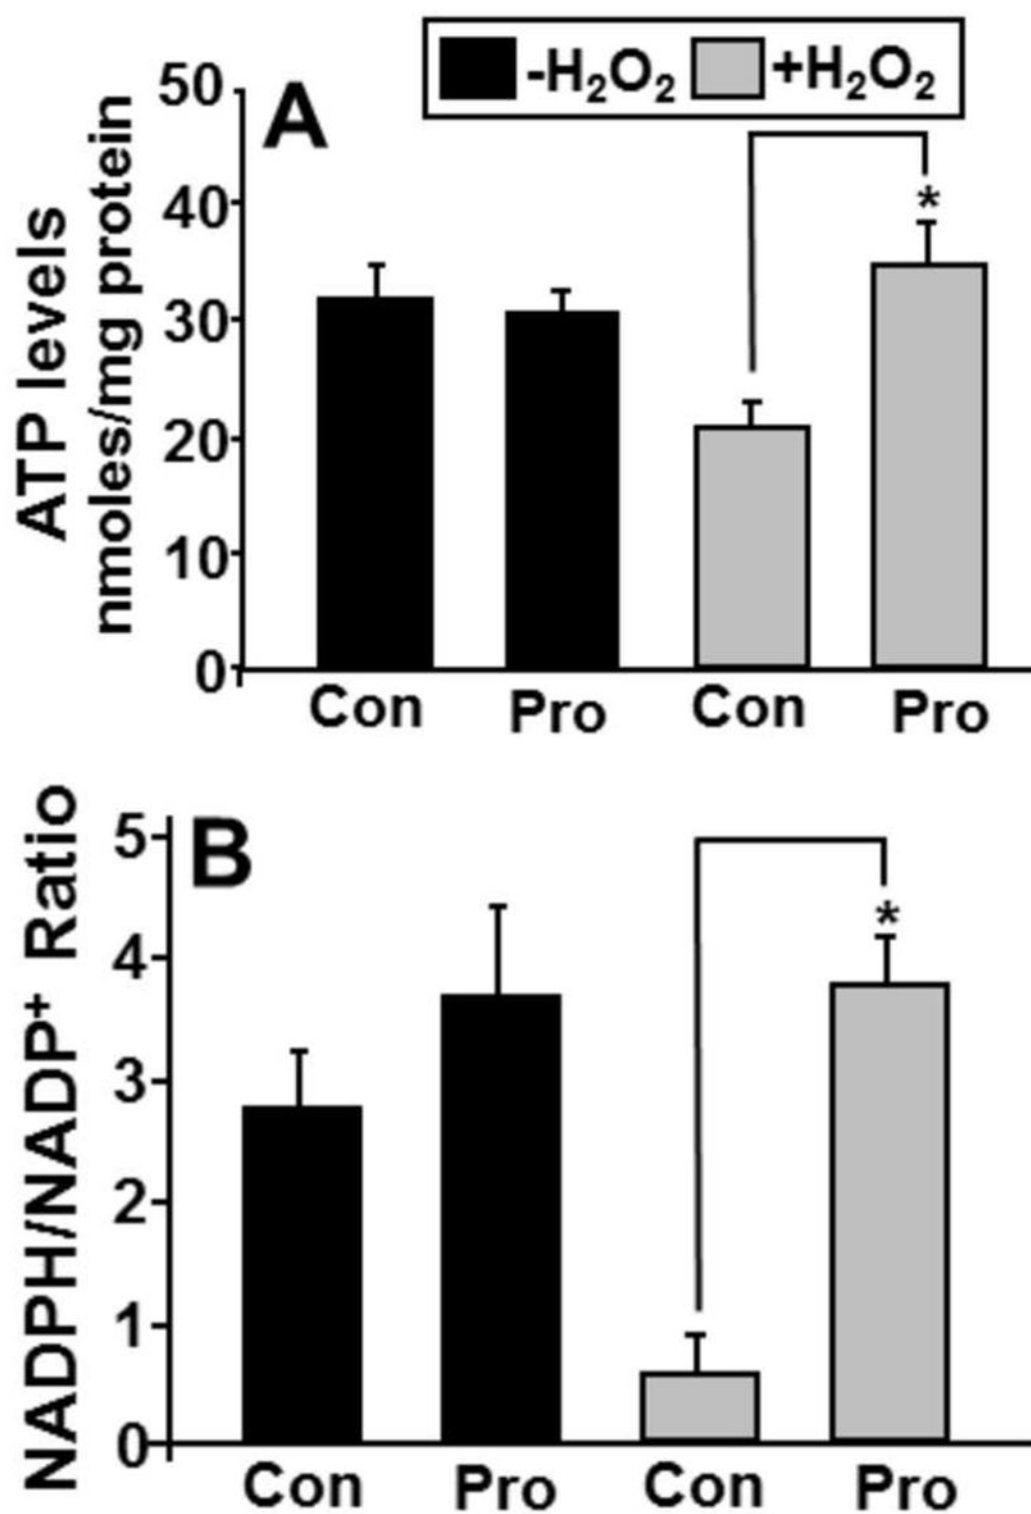 -H₂O₂ +H₂O₂
A
ATP levels
nmoles/mg protein
50
40
30
20
10
0
*
Con Pro Con Pro
B
NADPH/NADP⁺ Ratio
5
4
3
2
1
0
*
Con Pro Con Pro